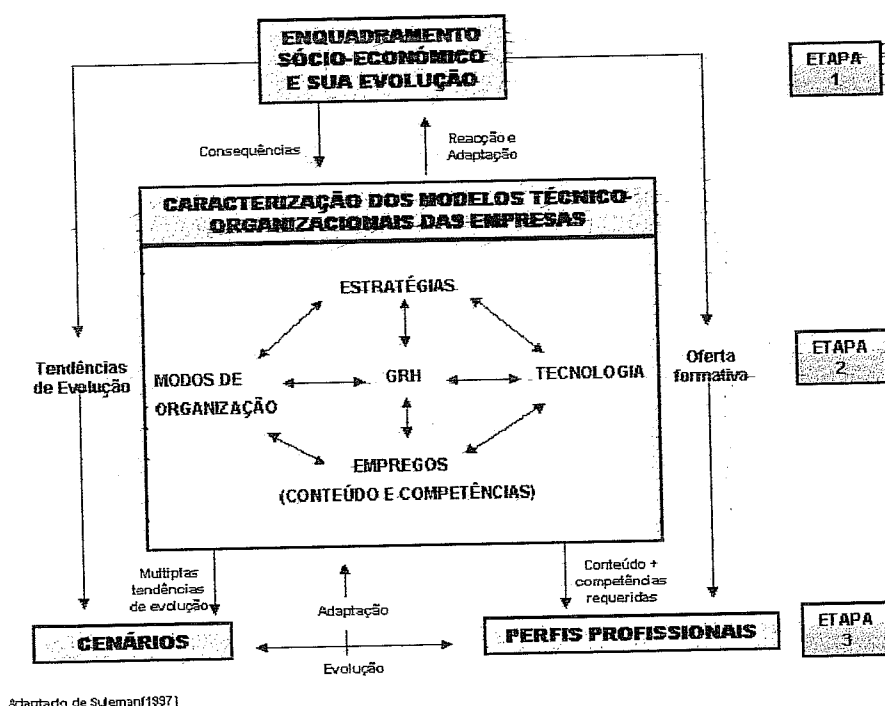 ENQUADRAMENTO
SÓCIO-ECONÓMICO
E SUA EVOLUÇÃO
ETAPA
1
Consequências
Reacção e
Adaptação
CARACTERIZAÇÃO DOS MODELOS TÉCNICO-
ORGANIZACIONAIS DAS EMPRESAS
ESTRATÉGIAS
Tendências
de Evolução
MODOS DE
ORGANIZAÇÃO
GRH
TECNOLOGIA
Oferta
formativa
ETAPA
2
EMPREGOS
(CONTEÚDO E COMPETÊNCIAS)
Multiplas
tendências
de evolução
Adaptação
Conteúdo +
competências
requeridas
CENÁRIOS
Evolução
PERFIS PROFISSIONAIS
ETAPA
3
Adaptado de Suleman(1997)